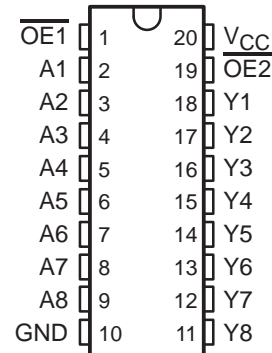 OE1 1 20 VCC
A1 2 19 OE2
A2 3 18 Y1
A3 4 17 Y2
A4 5 16 Y3
A5 6 15 Y4
A6 7 14 Y5
A7 8 13 Y6
A8 9 12 Y7
GND 10 11 Y8